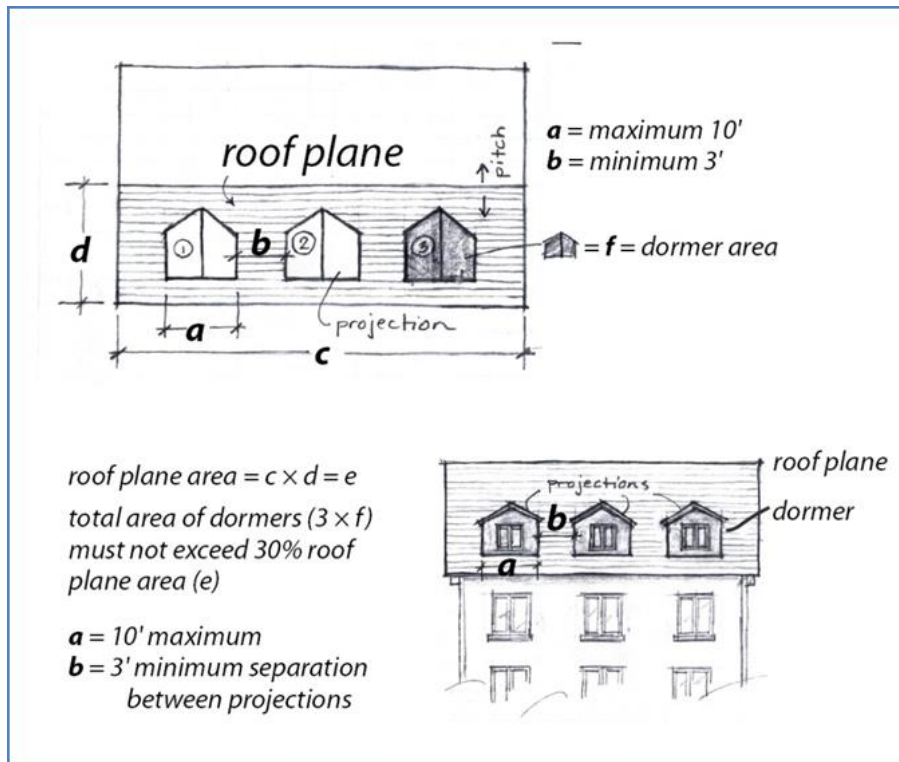 roof plane
pitch
a = maximum 10'
b = minimum 3'
d
1
b
2
3
= f = dormer area
a
projection
c
roof plane area = c × d = e
total area of dormers (3 × f)
must not exceed 30% roof
plane area (e)
a = 10' maximum
b = 3' minimum separation
between projections
roof plane
projections
b
dormer
a